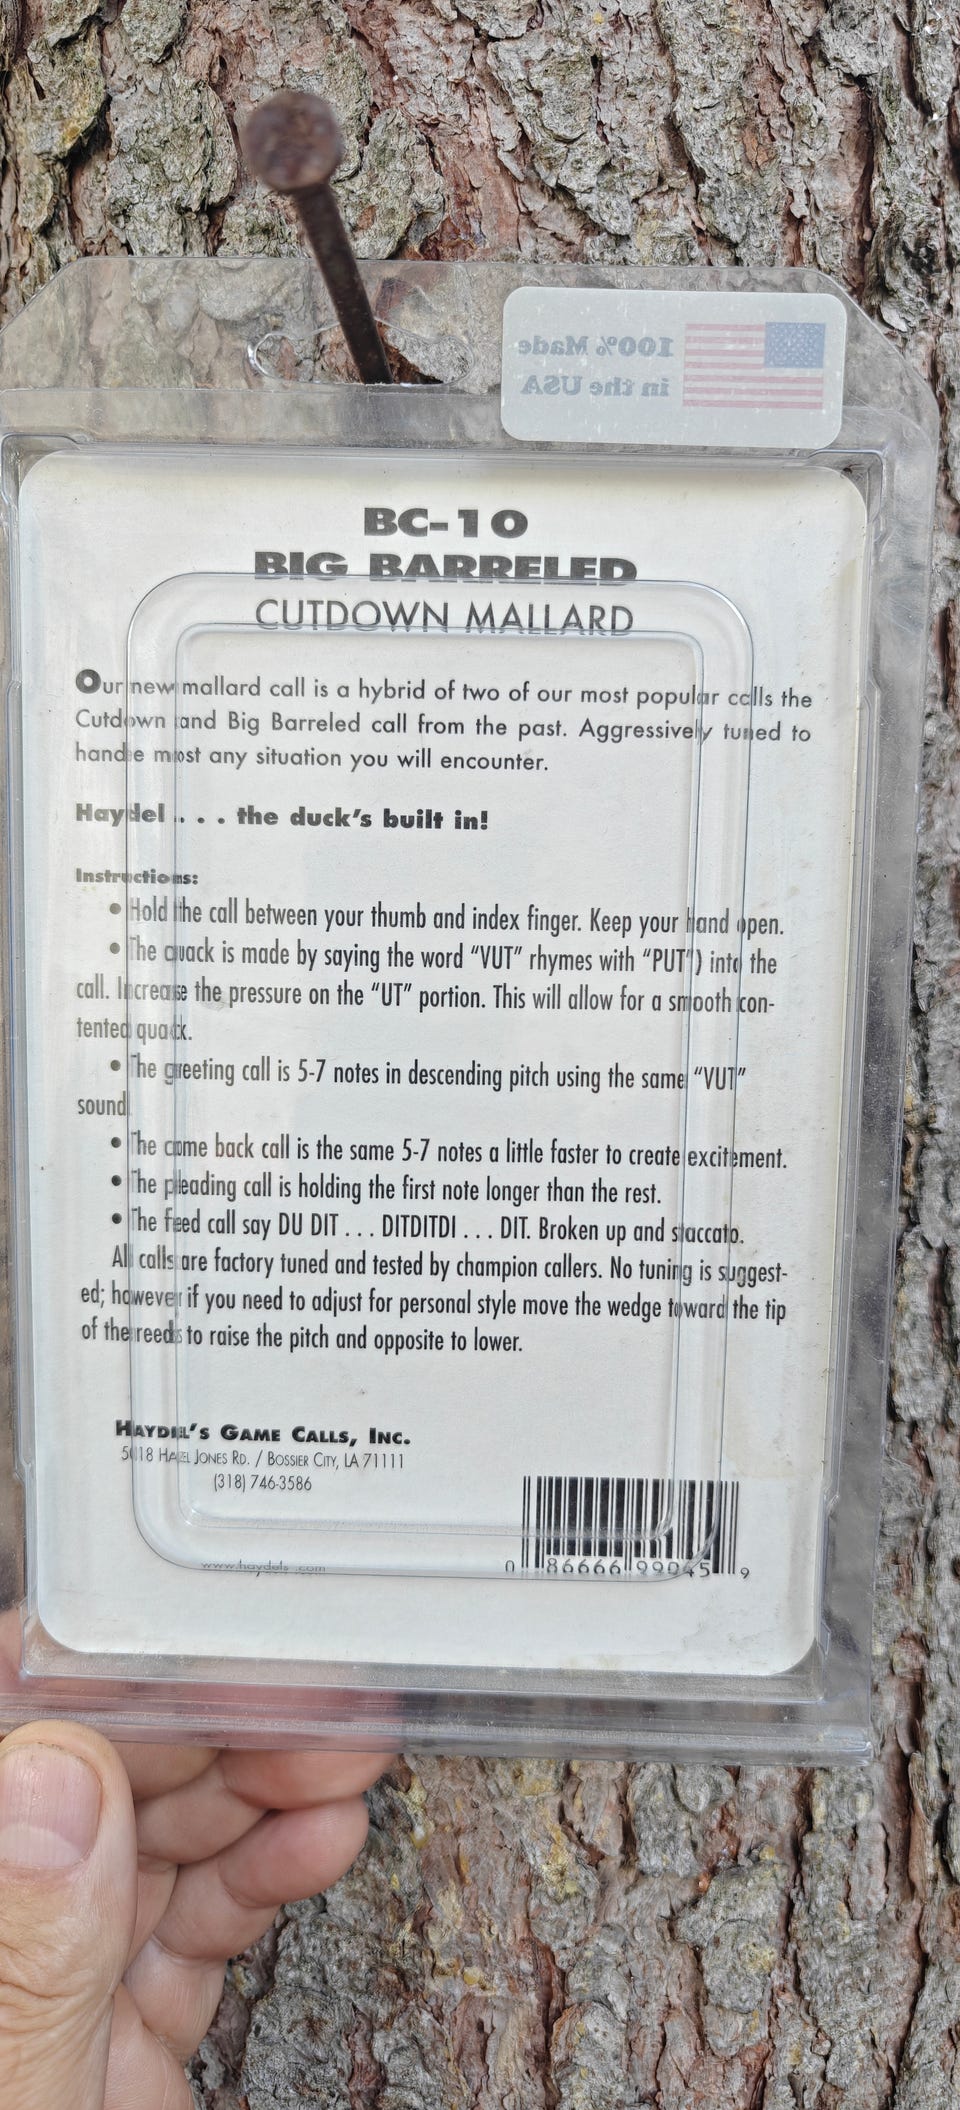 100% Made
in the USA
BC-10
BIG BARRELED
CUTDOWN MALLARD
Our new mallard call is a hybrid of two of our most popular calls the
Cutdown and Big Barreled call from the past. Aggressively tuned to
handle most any situation you will encounter.
Haydel . . . the duck's built in!
Instructions:
• Hold the call between your thumb and index finger. Keep your hand open.
• The quack is made by saying the word “VUT” rhymes with “PUT”) into the
call. Increase the pressure on the “UT” portion. This will allow for a smooth con-
tented quack.
• The greeting call is 5-7 notes in descending pitch using the same “VUT”
sound.
• The come back call is the same 5-7 notes a little faster to create excitement.
• The pleading call is holding the first note longer than the rest.
• The feed call say DU DIT . . . DITDITDI . . . DIT. Broken up and staccato.
All calls are factory tuned and tested by champion callers. No tuning is suggest-
ed; however if you need to adjust for personal style move the wedge toward the tip
of the reeds to raise the pitch and opposite to lower.
HAYDEL'S GAME CALLS, INC.
5018 HAZEL JONES RD. / BOSSIER CITY, LA 71111
(318) 746-3586
www.haydels.com
0 86666 99045 9